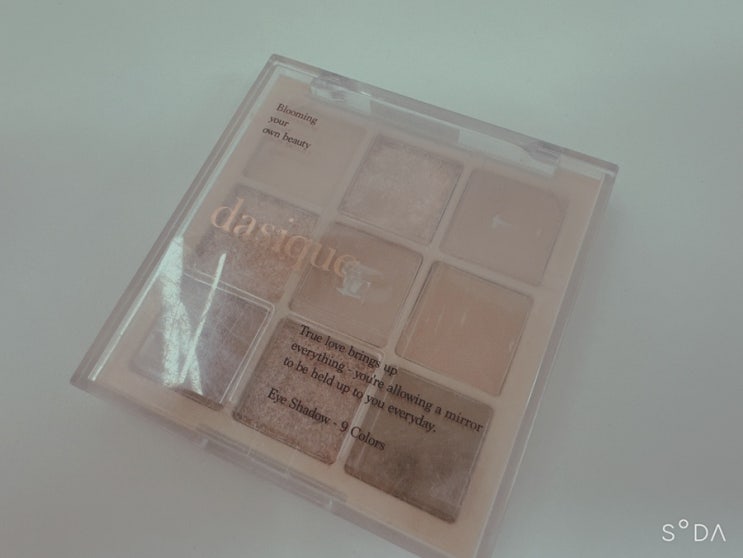 Blooming
your
own beauty
dasique
True love brings up
everything. you're allowing a mirror
to be held up to you everyday.
Eye Shadow - 9 Colors
SODA